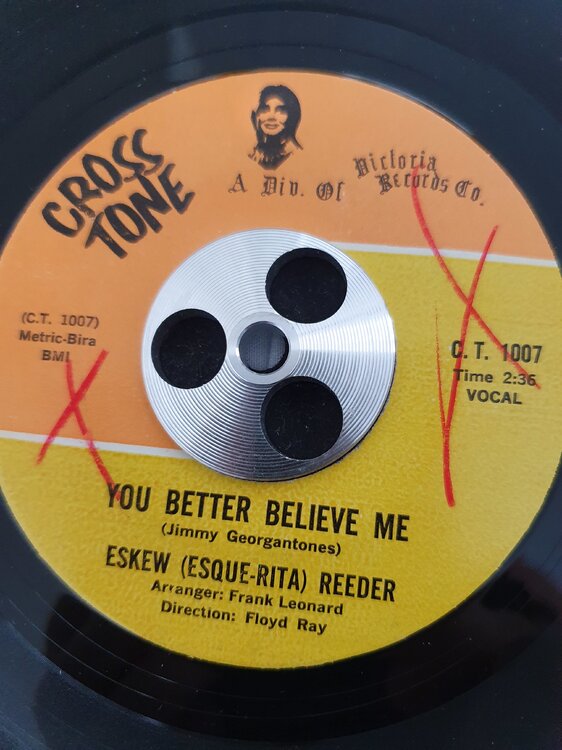 CROSS
TONE
A Div. Of Victoria
Records Co.
(C.T. 1007)
Metric-Bira
BMI
C.T. 1007
Time 2:36
VOCAL
YOU BETTER BELIEVE ME
(Jimmy Georgantones)
ESKEW (ESQUE-RITA) REEDER
Arranger: Frank Leonard
Direction: Floyd Ray